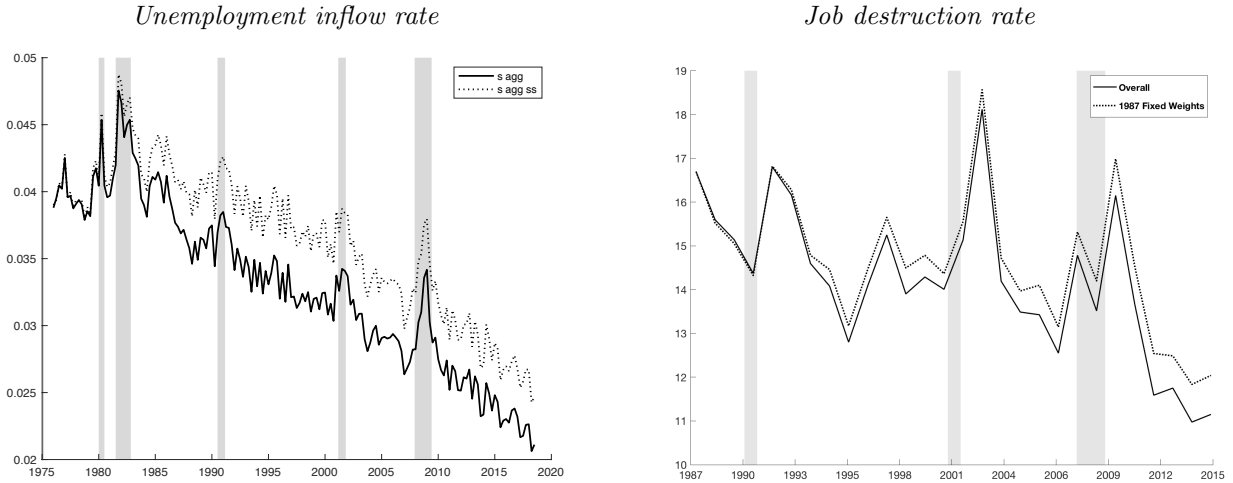 Unemployment inflow rate
0.05
0.045
0.04
0.035
0.03
0.025
0.02
1975 1980 1985 1990 1995 2000 2005 2010 2015 2020
s agg
s agg ss
Job destruction rate
19
18
17
16
15
14
13
12
11
10
1987 1990 1993 1995 1998 2001 2004 2006 2009 2012 2015
Overall
1987 Fixed Weights